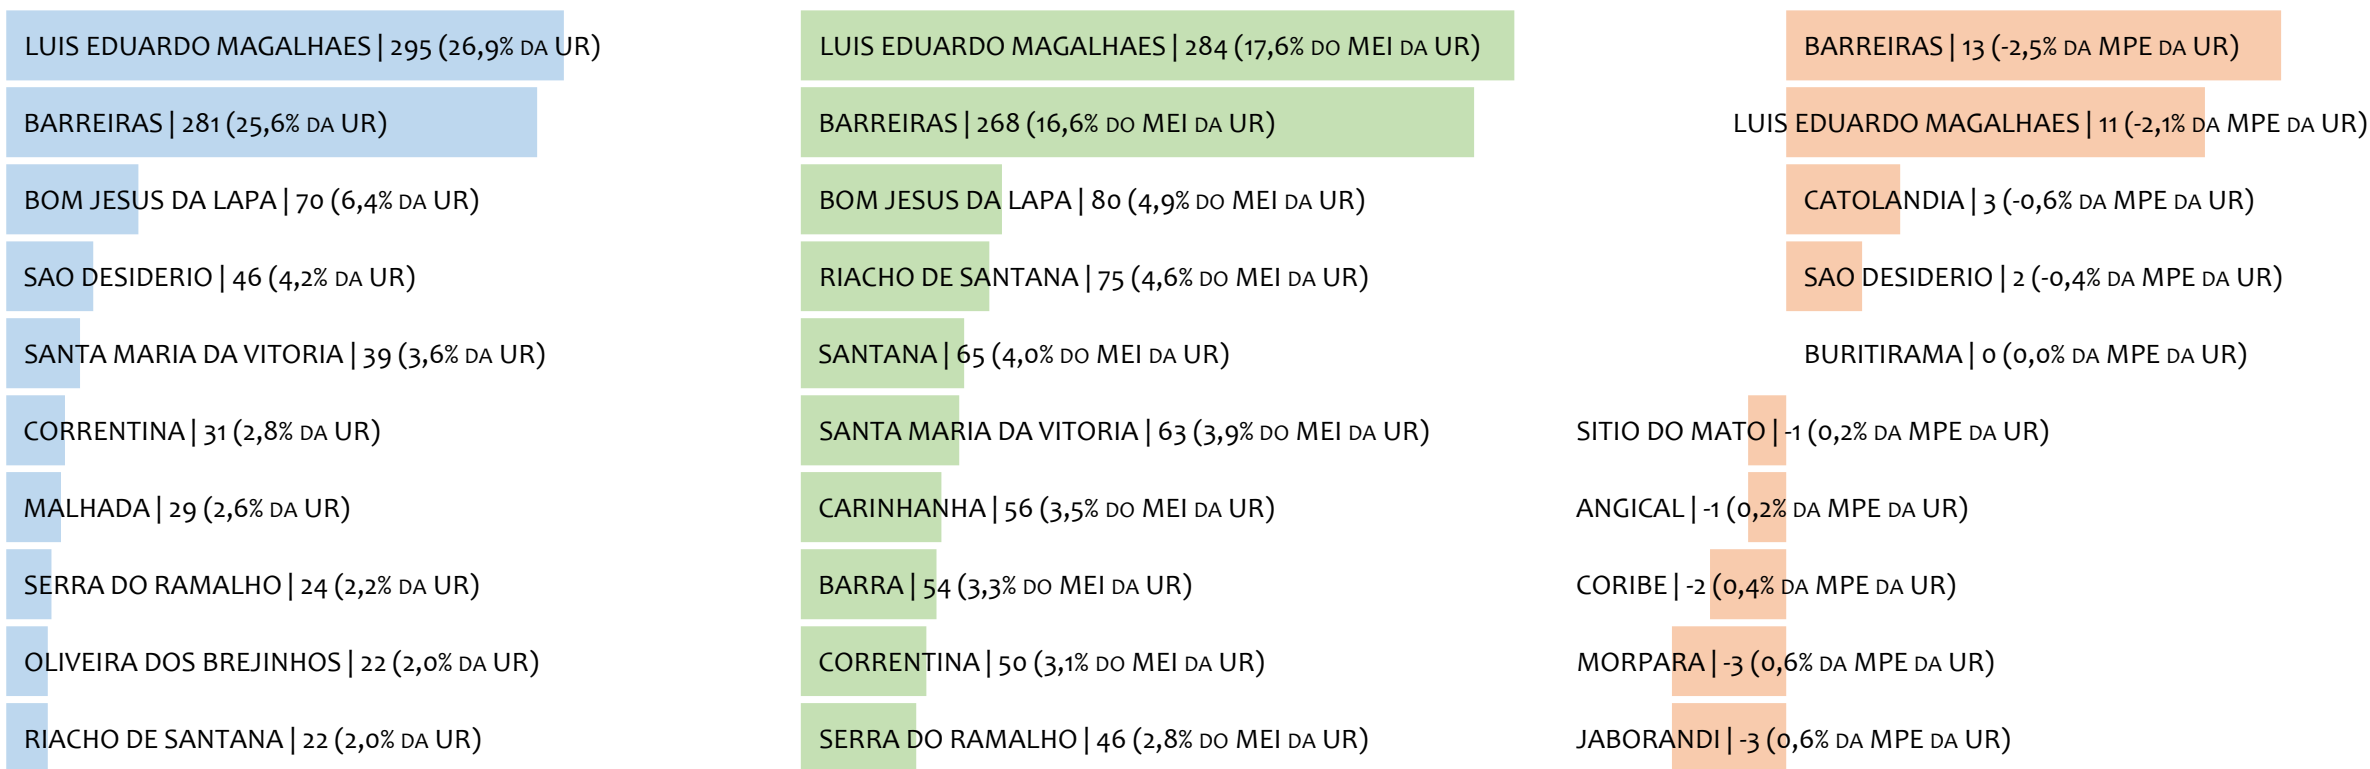 LUIS EDUARDO MAGALHAES | 295 (26,9% DA UR)
BARREIRAS | 281 (25,6% DA UR)
BOM JESUS DA LAPA | 70 (6,4% DA UR)
SAO DESIDERIO | 46 (4,2% DA UR)
SANTA MARIA DA VITORIA | 39 (3,6% DA UR)
CORRENTINA | 31 (2,8% DA UR)
MALHADA | 29 (2,6% DA UR)
SERRA DO RAMALHO | 24 (2,2% DA UR)
OLIVEIRA DOS BREJINHOS | 22 (2,0% DA UR)
RIACHO DE SANTANA | 22 (2,0% DA UR)
LUIS EDUARDO MAGALHAES | 284 (17,6% DO MEI DA UR)
BARREIRAS | 268 (16,6% DO MEI DA UR)
BOM JESUS DA LAPA | 80 (4,9% DO MEI DA UR)
RIACHO DE SANTANA | 75 (4,6% DO MEI DA UR)
SANTANA | 65 (4,0% DO MEI DA UR)
SANTA MARIA DA VITORIA | 63 (3,9% DO MEI DA UR)
CARINHANHA | 56 (3,5% DO MEI DA UR)
BARRA | 54 (3,3% DO MEI DA UR)
CORRENTINA | 50 (3,1% DO MEI DA UR)
SERRA DO RAMALHO | 46 (2,8% DO MEI DA UR)
BARREIRAS | 13 (-2,5% DA MPE DA UR)
LUIS EDUARDO MAGALHAES | 11 (-2,1% DA MPE DA UR)
CATOLANDIA | 3 (-0,6% DA MPE DA UR)
SAO DESIDERIO | 2 (-0,4% DA MPE DA UR)
BURITIRAMA | 0 (0,0% DA MPE DA UR)
SITIO DO MATO | -1 (0,2% DA MPE DA UR)
ANGICAL | -1 (0,2% DA MPE DA UR)
CORIBE | -2 (0,4% DA MPE DA UR)
MORPARA | -3 (0,6% DA MPE DA UR)
JABORANDI | -3 (0,6% DA MPE DA UR)